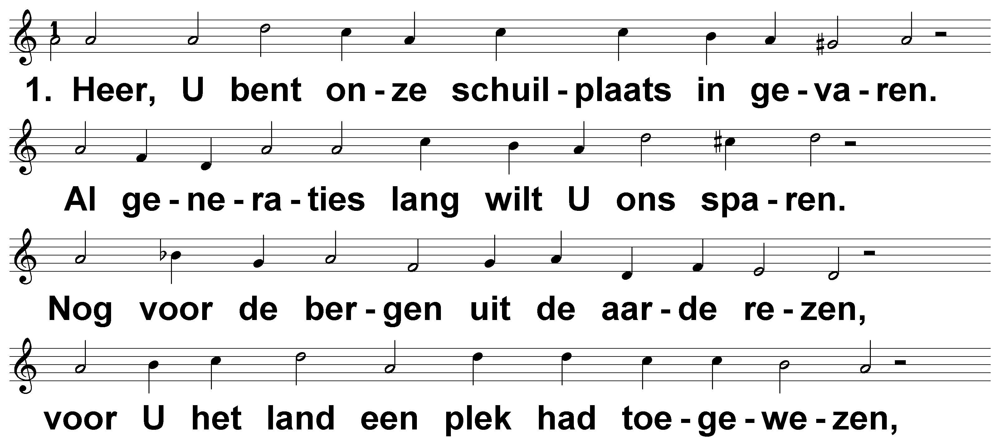 1
1. Heer, U bent on - ze schuil - plaats in ge - va - ren.
Al ge - ne - ra - ties lang wilt U ons spa - ren.
Nog voor de ber - gen uit de aar - de re - zen,
voor U het land een plek had toe - ge - we - zen,